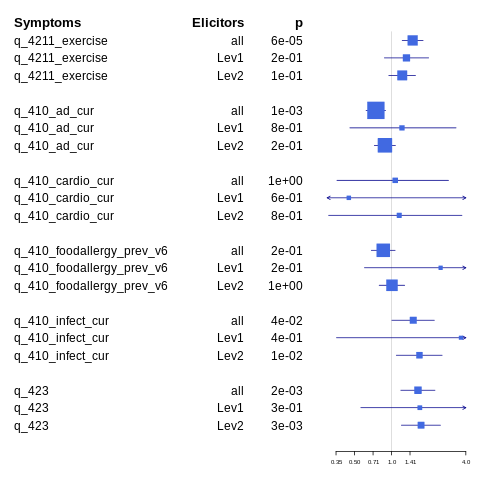 Symptoms Elicitors p
q_4211_exercise all 6e-05
q_4211_exercise Lev1 2e-01
q_4211_exercise Lev2 1e-01
q_410_ad_cur all 1e-03
q_410_ad_cur Lev1 8e-01
q_410_ad_cur Lev2 2e-01
q_410_cardio_cur all 1e+00
q_410_cardio_cur Lev1 6e-01
q_410_cardio_cur Lev2 8e-01
q_410_foodallergy_prev_v6 all 2e-01
q_410_foodallergy_prev_v6 Lev1 2e-01
q_410_foodallergy_prev_v6 Lev2 1e+00
q_410_infect_cur all 4e-02
q_410_infect_cur Lev1 4e-01
q_410_infect_cur Lev2 1e-02
q_423 all 2e-03
q_423 Lev1 3e-01
q_423 Lev2 3e-03
0.35 0.50 0.71 1.0 1.41 4.0